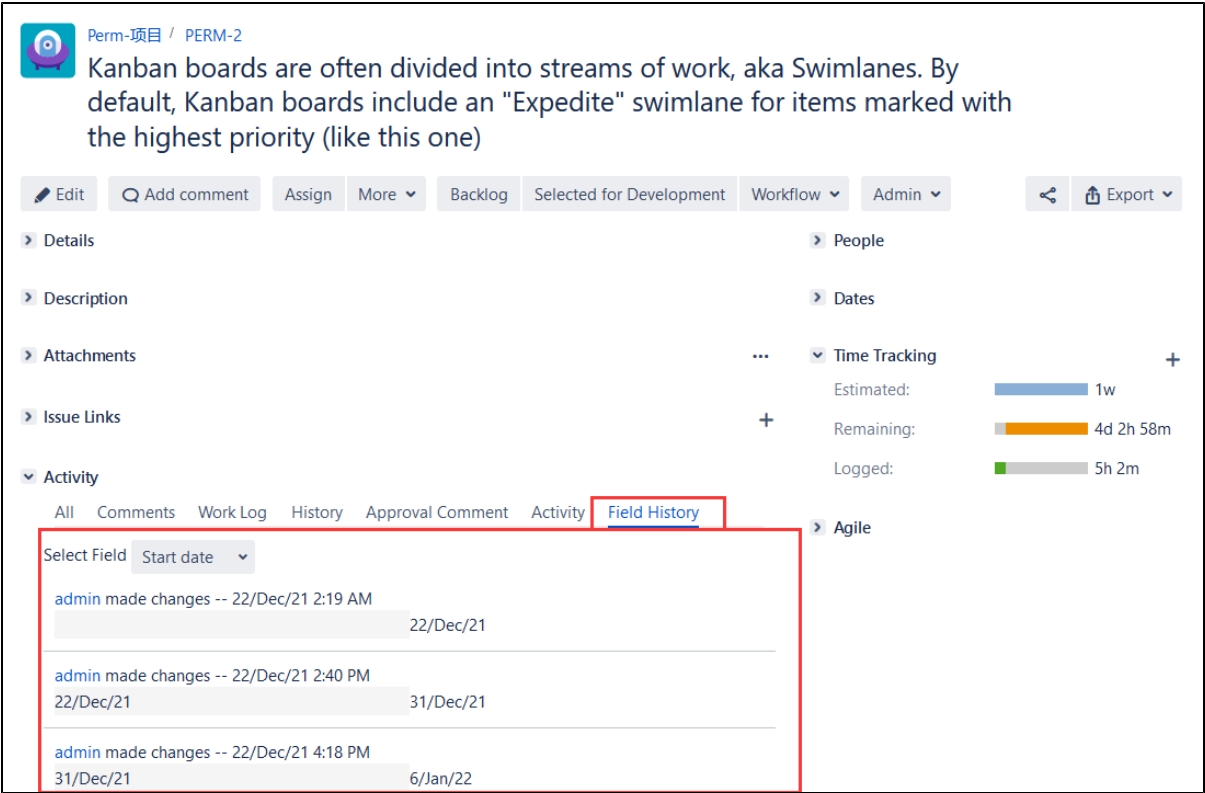 Perm-项目 / PERM-2
Kanban boards are often divided into streams of work, aka Swimlanes. By
default, Kanban boards include an "Expedite" swimlane for items marked with
the highest priority (like this one)
Edit Add comment Assign More Backlog Selected for Development Workflow Admin Export
Details
Description
Attachments
Issue Links
Activity
All Comments Work Log History Approval Comment Activity Field History
Select Field Start date
admin made changes -- 22/Dec/21 2:19 AM
22/Dec/21
admin made changes -- 22/Dec/21 2:40 PM
22/Dec/21 31/Dec/21
admin made changes -- 22/Dec/21 4:18 PM
31/Dec/21 6/Jan/22
People
Dates
Time Tracking
Estimated: 1w
Remaining: 4d 2h 58m
Logged: 5h 2m
Agile